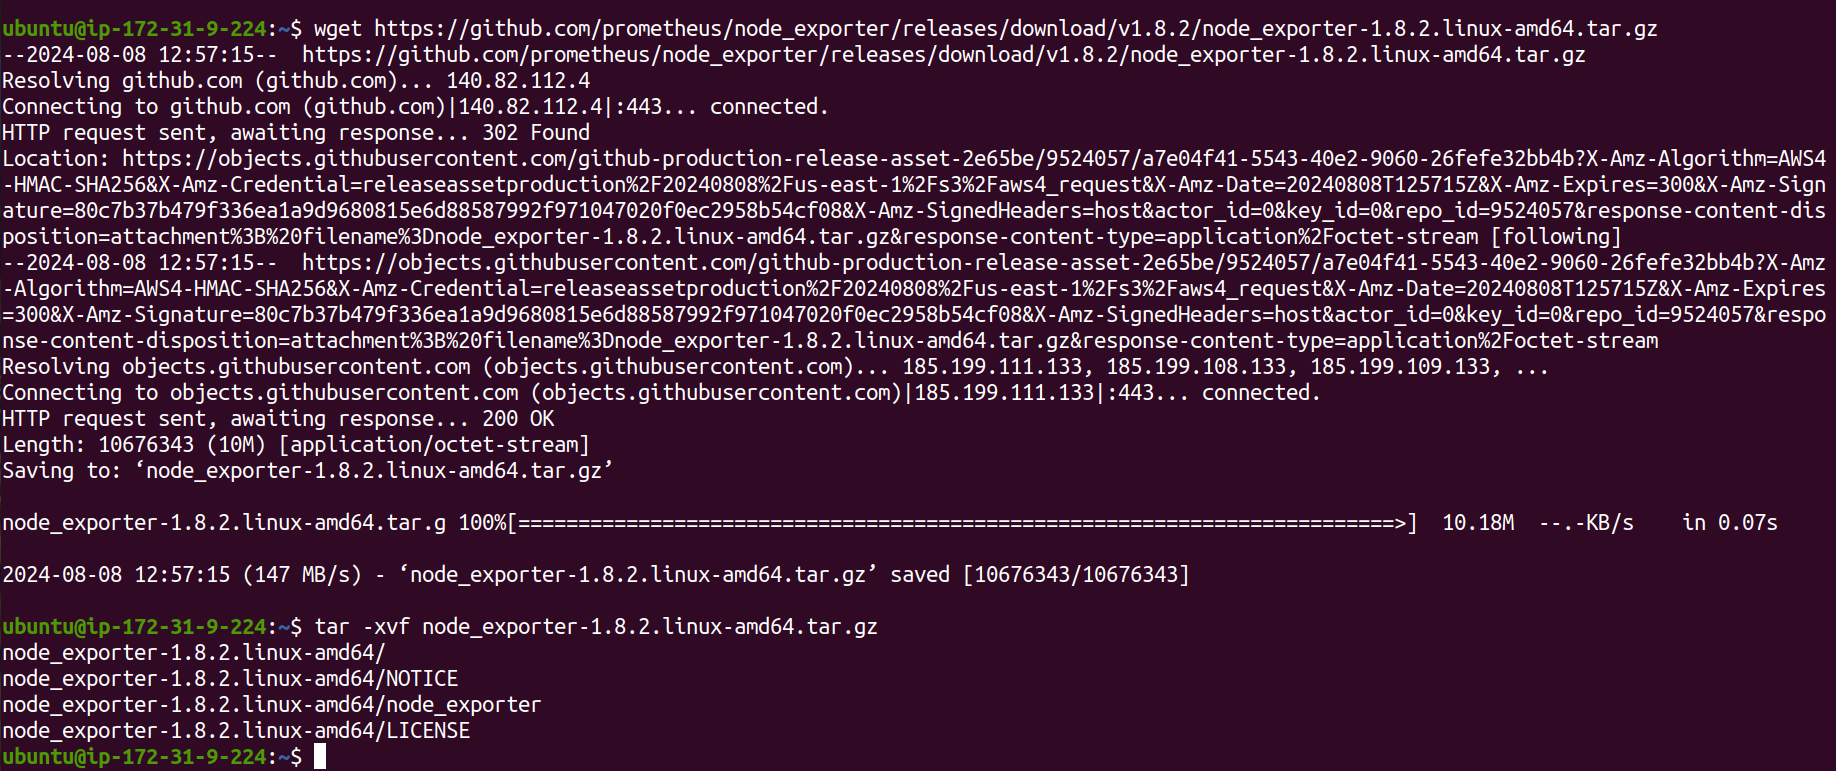 ubuntu@ip-172-31-9-224:~$ wget https://github.com/prometheus/node_exporter/releases/download/v1.8.2/node_exporter-1.8.2.linux-amd64.tar.gz
--2024-08-08 12:57:15--  https://github.com/prometheus/node_exporter/releases/download/v1.8.2/node_exporter-1.8.2.linux-amd64.tar.gz
Resolving github.com (github.com)... 140.82.112.4
Connecting to github.com (github.com)|140.82.112.4|:443... connected.
HTTP request sent, awaiting response... 302 Found
Location: https://objects.githubusercontent.com/github-production-release-asset-2e65be/9524057/a7e04f41-5543-40e2-9060-26fefe32bb4b?X-Amz-Algorithm=AWS4
-HMAC-SHA256&X-Amz-Credential=releaseassetproduction%2F20240808%2Fus-east-1%2Fs3%2Faws4_request&X-Amz-Date=20240808T125715Z&X-Amz-Expires=300&X-Amz-Sign
ature=80c7b37b479f336ea1a9d9680815e6d88587992f971047020f0ec2958b54cf08&X-Amz-SignedHeaders=host&actor_id=0&key_id=0&repo_id=9524057&response-content-dis
position=attachment%3B%20filename%3Dnode_exporter-1.8.2.linux-amd64.tar.gz&response-content-type=application%2Foctet-stream [following]
--2024-08-08 12:57:15--  https://objects.githubusercontent.com/github-production-release-asset-2e65be/9524057/a7e04f41-5543-40e2-9060-26fefe32bb4b?X-Amz
-Algorithm=AWS4-HMAC-SHA256&X-Amz-Credential=releaseassetproduction%2F20240808%2Fus-east-1%2Fs3%2Faws4_request&X-Amz-Date=20240808T125715Z&X-Amz-Expires
=300&X-Amz-Signature=80c7b37b479f336ea1a9d9680815e6d88587992f971047020f0ec2958b54cf08&X-Amz-SignedHeaders=host&actor_id=0&key_id=0&repo_id=9524057&respo
nse-content-disposition=attachment%3B%20filename%3Dnode_exporter-1.8.2.linux-amd64.tar.gz&response-content-type=application%2Foctet-stream
Resolving objects.githubusercontent.com (objects.githubusercontent.com)... 185.199.111.133, 185.199.108.133, 185.199.109.133, ...
Connecting to objects.githubusercontent.com (objects.githubusercontent.com)|185.199.111.133|:443... connected.
HTTP request sent, awaiting response... 200 OK
Length: 10676343 (10M) [application/octet-stream]
Saving to: ‘node_exporter-1.8.2.linux-amd64.tar.gz’
node_exporter-1.8.2.linux-amd64.tar.g 100%[=========================================================================>]  10.18M  --.-KB/s    in 0.07s
2024-08-08 12:57:15 (147 MB/s) - ‘node_exporter-1.8.2.linux-amd64.tar.gz’ saved [10676343/10676343]
ubuntu@ip-172-31-9-224:~$ tar -xvf node_exporter-1.8.2.linux-amd64.tar.gz
node_exporter-1.8.2.linux-amd64/
node_exporter-1.8.2.linux-amd64/NOTICE
node_exporter-1.8.2.linux-amd64/node_exporter
node_exporter-1.8.2.linux-amd64/LICENSE
ubuntu@ip-172-31-9-224:~$